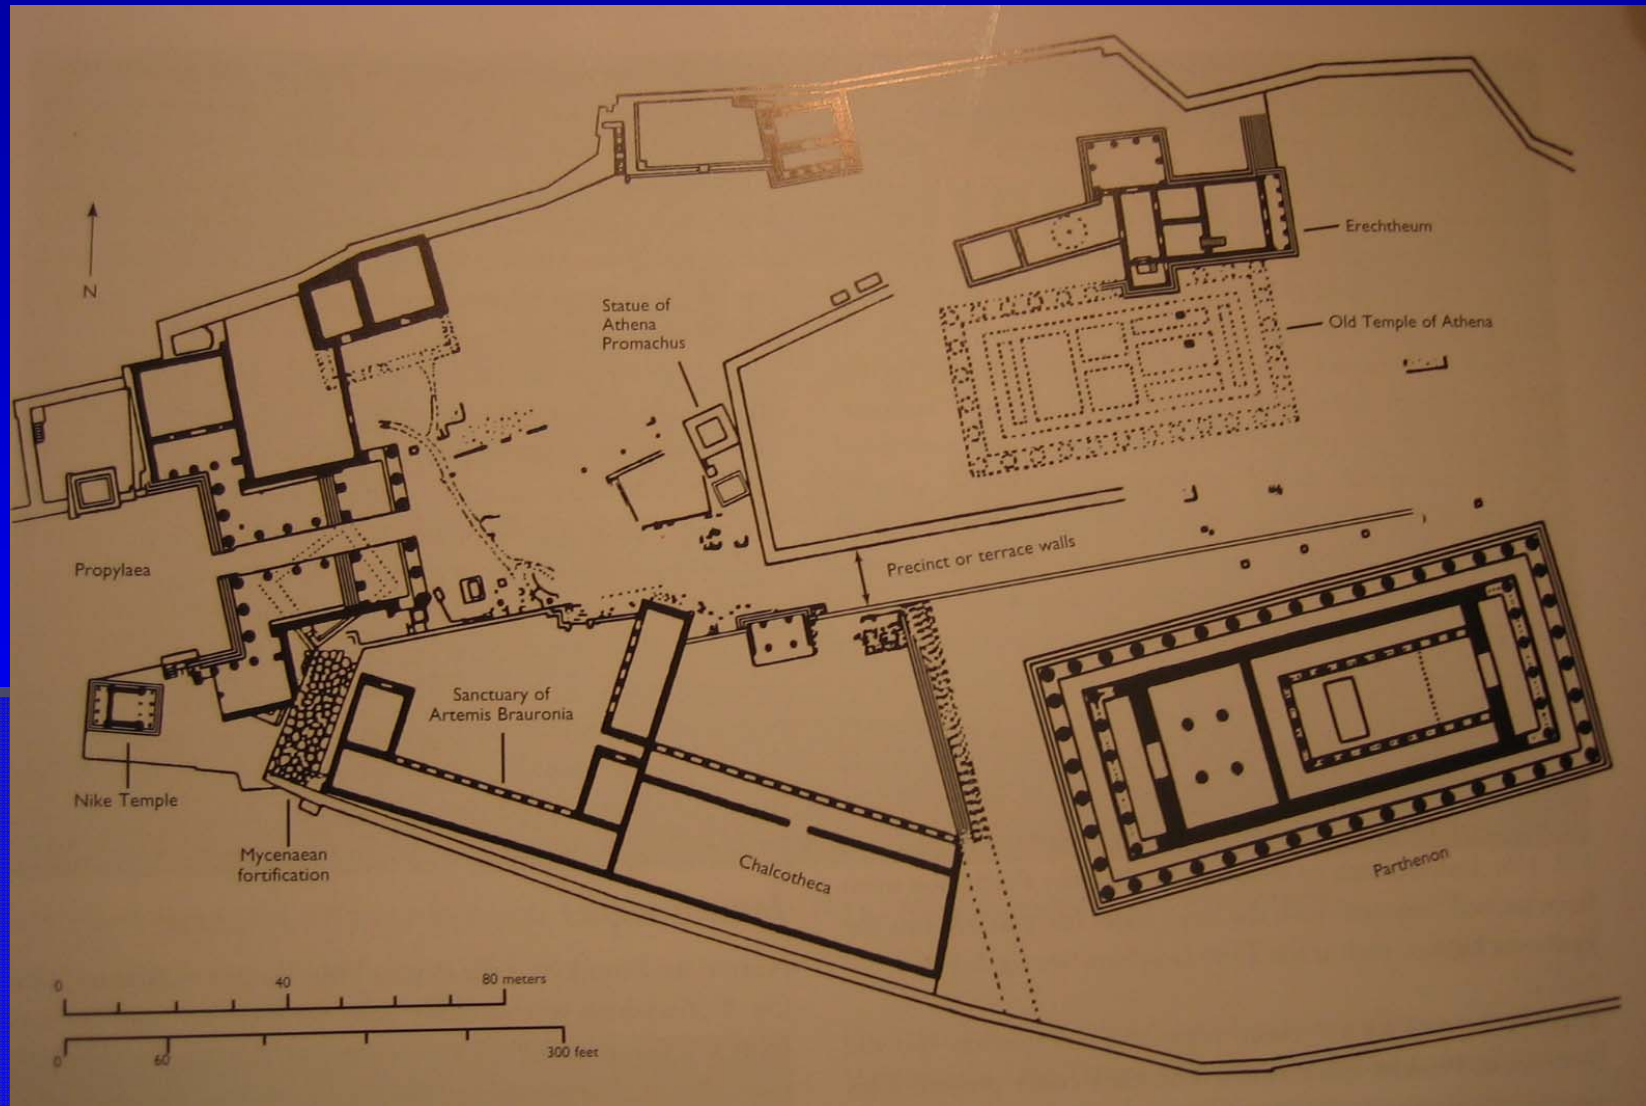 N
Statue of
Athena
Promachus
Erechtheum
Old Temple of Athena
Propylaea
Precinct or terrace walls
Sanctuary of
Artemis Brauronia
Nike Temple
Mycenaean
fortification
Chalcotheca
Parthenon
0 40 80 meters
0 60 300 feet